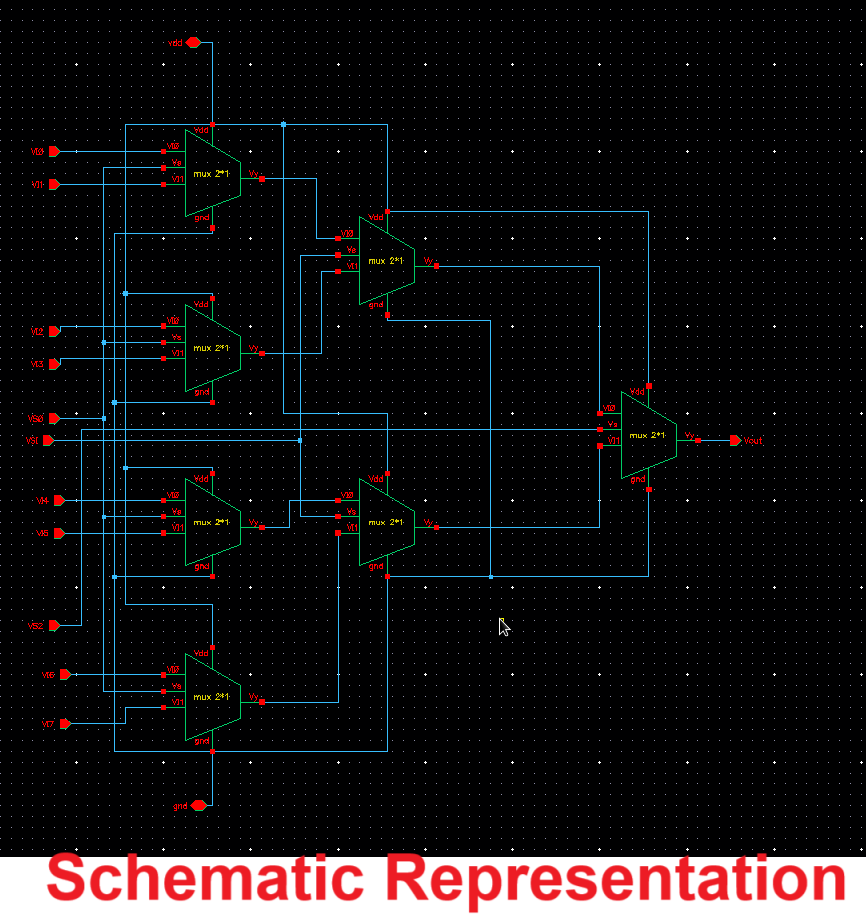 vdd
Vdd
VI0 VI0
Vs
mux 2*1
VI1 VI1
Vy
gnd
Vdd
VI0
Vs
mux 2*1
VI1
Vy
gnd
Vdd
VI2 VI0
Vs
mux 2*1
VI3 VI1
Vy
gnd
Vdd
VS0
VI0
Vs
mux 2*1
VS1
VI1
Vy
Vout
gnd
Vdd
VI4 VI0
Vs
mux 2*1
VI5 VI1
Vy
gnd
Vdd
VI0
Vs
mux 2*1
VI1
Vy
gnd
VS2
Vdd
VI6 VI0
Vs
mux 2*1
VI7 VI1
Vy
gnd
gnd
Schematic Representation